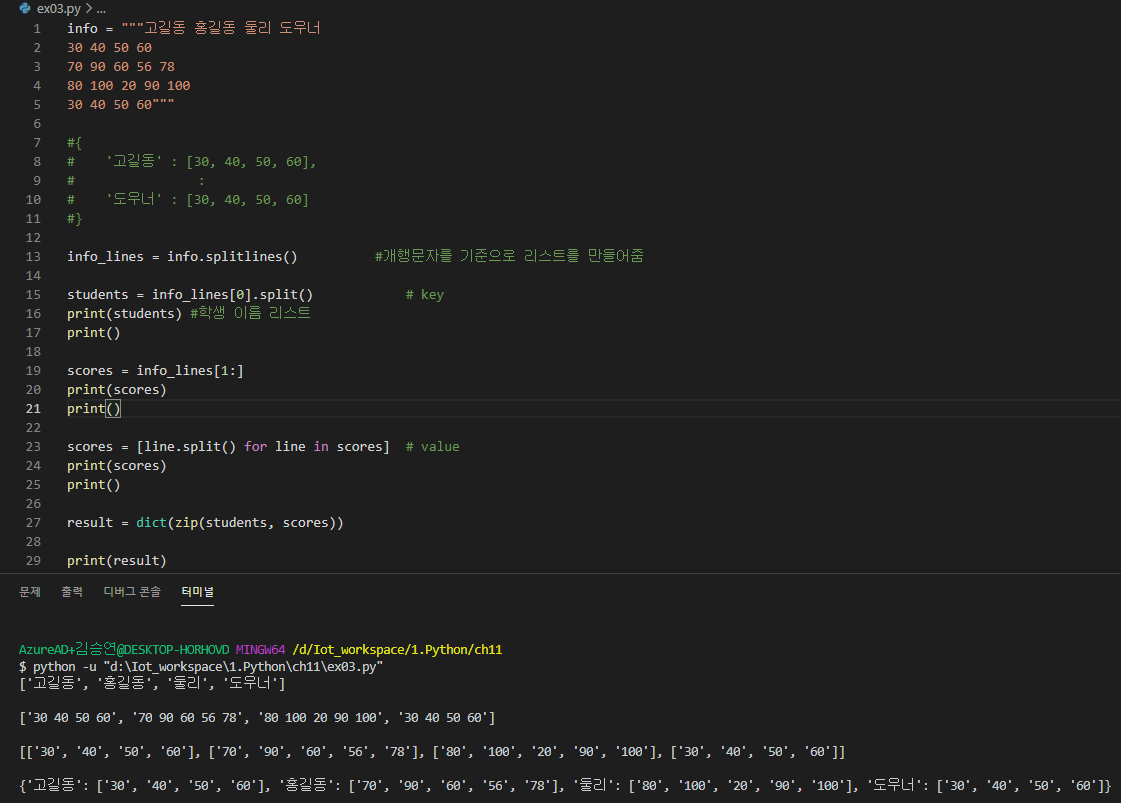 ex03.py > ...
1 info = """고길동 홍길동 둘리 도우너
2 30 40 50 60
3 70 90 60 56 78
4 80 100 20 90 100
5 30 40 50 60"""
6
7 #{
8 #    '고길동' : [30, 40, 50, 60],
9 #                :
10 #    '도우너' : [30, 40, 50, 60]
11 #}
12
13 info_lines = info.splitlines()          #개행문자를 기준으로 리스트를 만들어줌
14
15 students = info_lines[0].split()            # key
16 print(students) #학생 이름 리스트
17 print()
18
19 scores = info_lines[1:]
20 print(scores)
21 print()
22
23 scores = [line.split() for line in scores]  # value
24 print(scores)
25 print()
26
27 result = dict(zip(students, scores))
28
29 print(result)
문제 출력 디버그 콘솔 터미널
AzureAD+김승연@DESKTOP-HORHOVD MINGW64 /d/Iot_workspace/1.Python/ch11
$ python -u "d:\Iot_workspace\1.Python\ch11\ex03.py"
['고길동', '홍길동', '둘리', '도우너']
['30 40 50 60', '70 90 60 56 78', '80 100 20 90 100', '30 40 50 60']
[['30', '40', '50', '60'], ['70', '90', '60', '56', '78'], ['80', '100', '20', '90', '100'], ['30', '40', '50', '60']]
{'고길동': ['30', '40', '50', '60'], '홍길동': ['70', '90', '60', '56', '78'], '둘리': ['80', '100', '20', '90', '100'], '도우너': ['30', '40', '50', '60']}